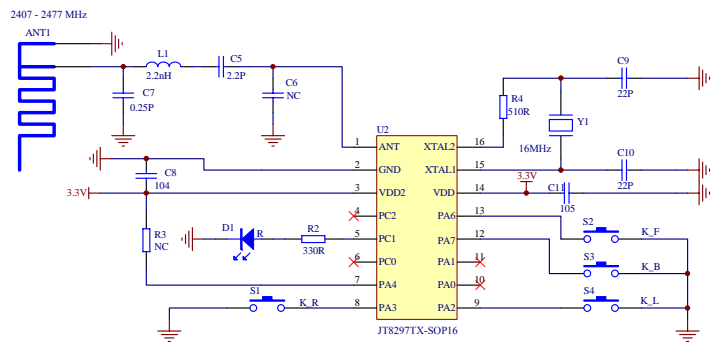 2407 - 2477 MHz
ANT1
L1
2.2nH
C5
2.2P
C7
0.25P
C6
NC
C9
22P
R4
510R
Y1
16MHz
C10
22P
U2
1 ANT XTAL2 16
2 GND XTAL1 15
3 VDD2 VDD 14
4 PC2 PA6 13
5 PC1 PA7 12
6 PC0 PA1 11
7 PA4 PA0 10
8 PA3 PA2 9
JT8297TX-SOP16
C8
104
3.3V
3.3V
C11
105
R3
NC
D1
R
R2
330R
S1
K_R
S2
K_F
S3
K_B
S4
K_L